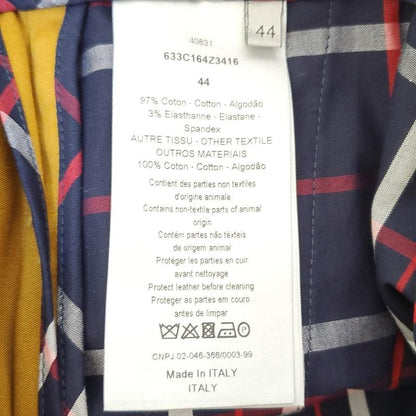 44
40831
633C164Z3416
44
97% Coton - Cotton - Algodão
3% Elasthanne - Elastane -
Spandex
AUTRE TISSU - OTHER TEXTILE
OUTROS MATERIAIS
100% Coton - Cotton - Algodão
Contient des parties non textiles
d'origine animale
Contains non-textile parts of animal
origin
Contém partes não têxteis
de origem animal
Protéger les parties en cuir
avant nettoyage
Protect leather before cleaning
Proteger as partes em couro
antes de limpar
CNPJ.02-046-366/0003-99
Made In ITALY
ITALY